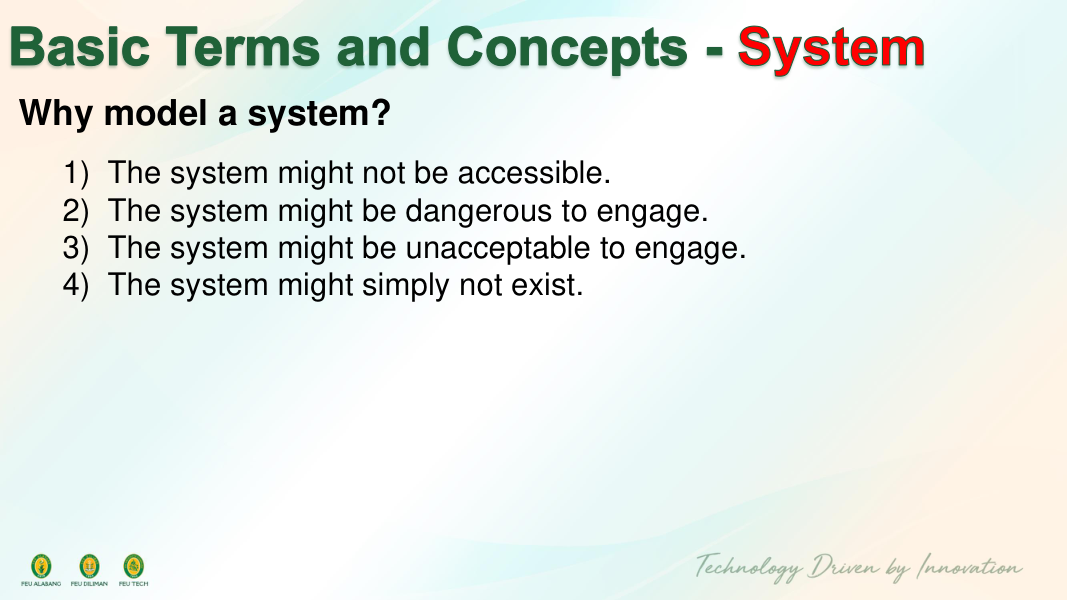 Basic Terms and Concepts - System
Why model a system?
1) The system might not be accessible.
2) The system might be dangerous to engage.
3) The system might be unacceptable to engage.
4) The system might simply not exist.
FEU ALABANG FEU DILIMAN FEU TECH
Technology Driven by Innovation